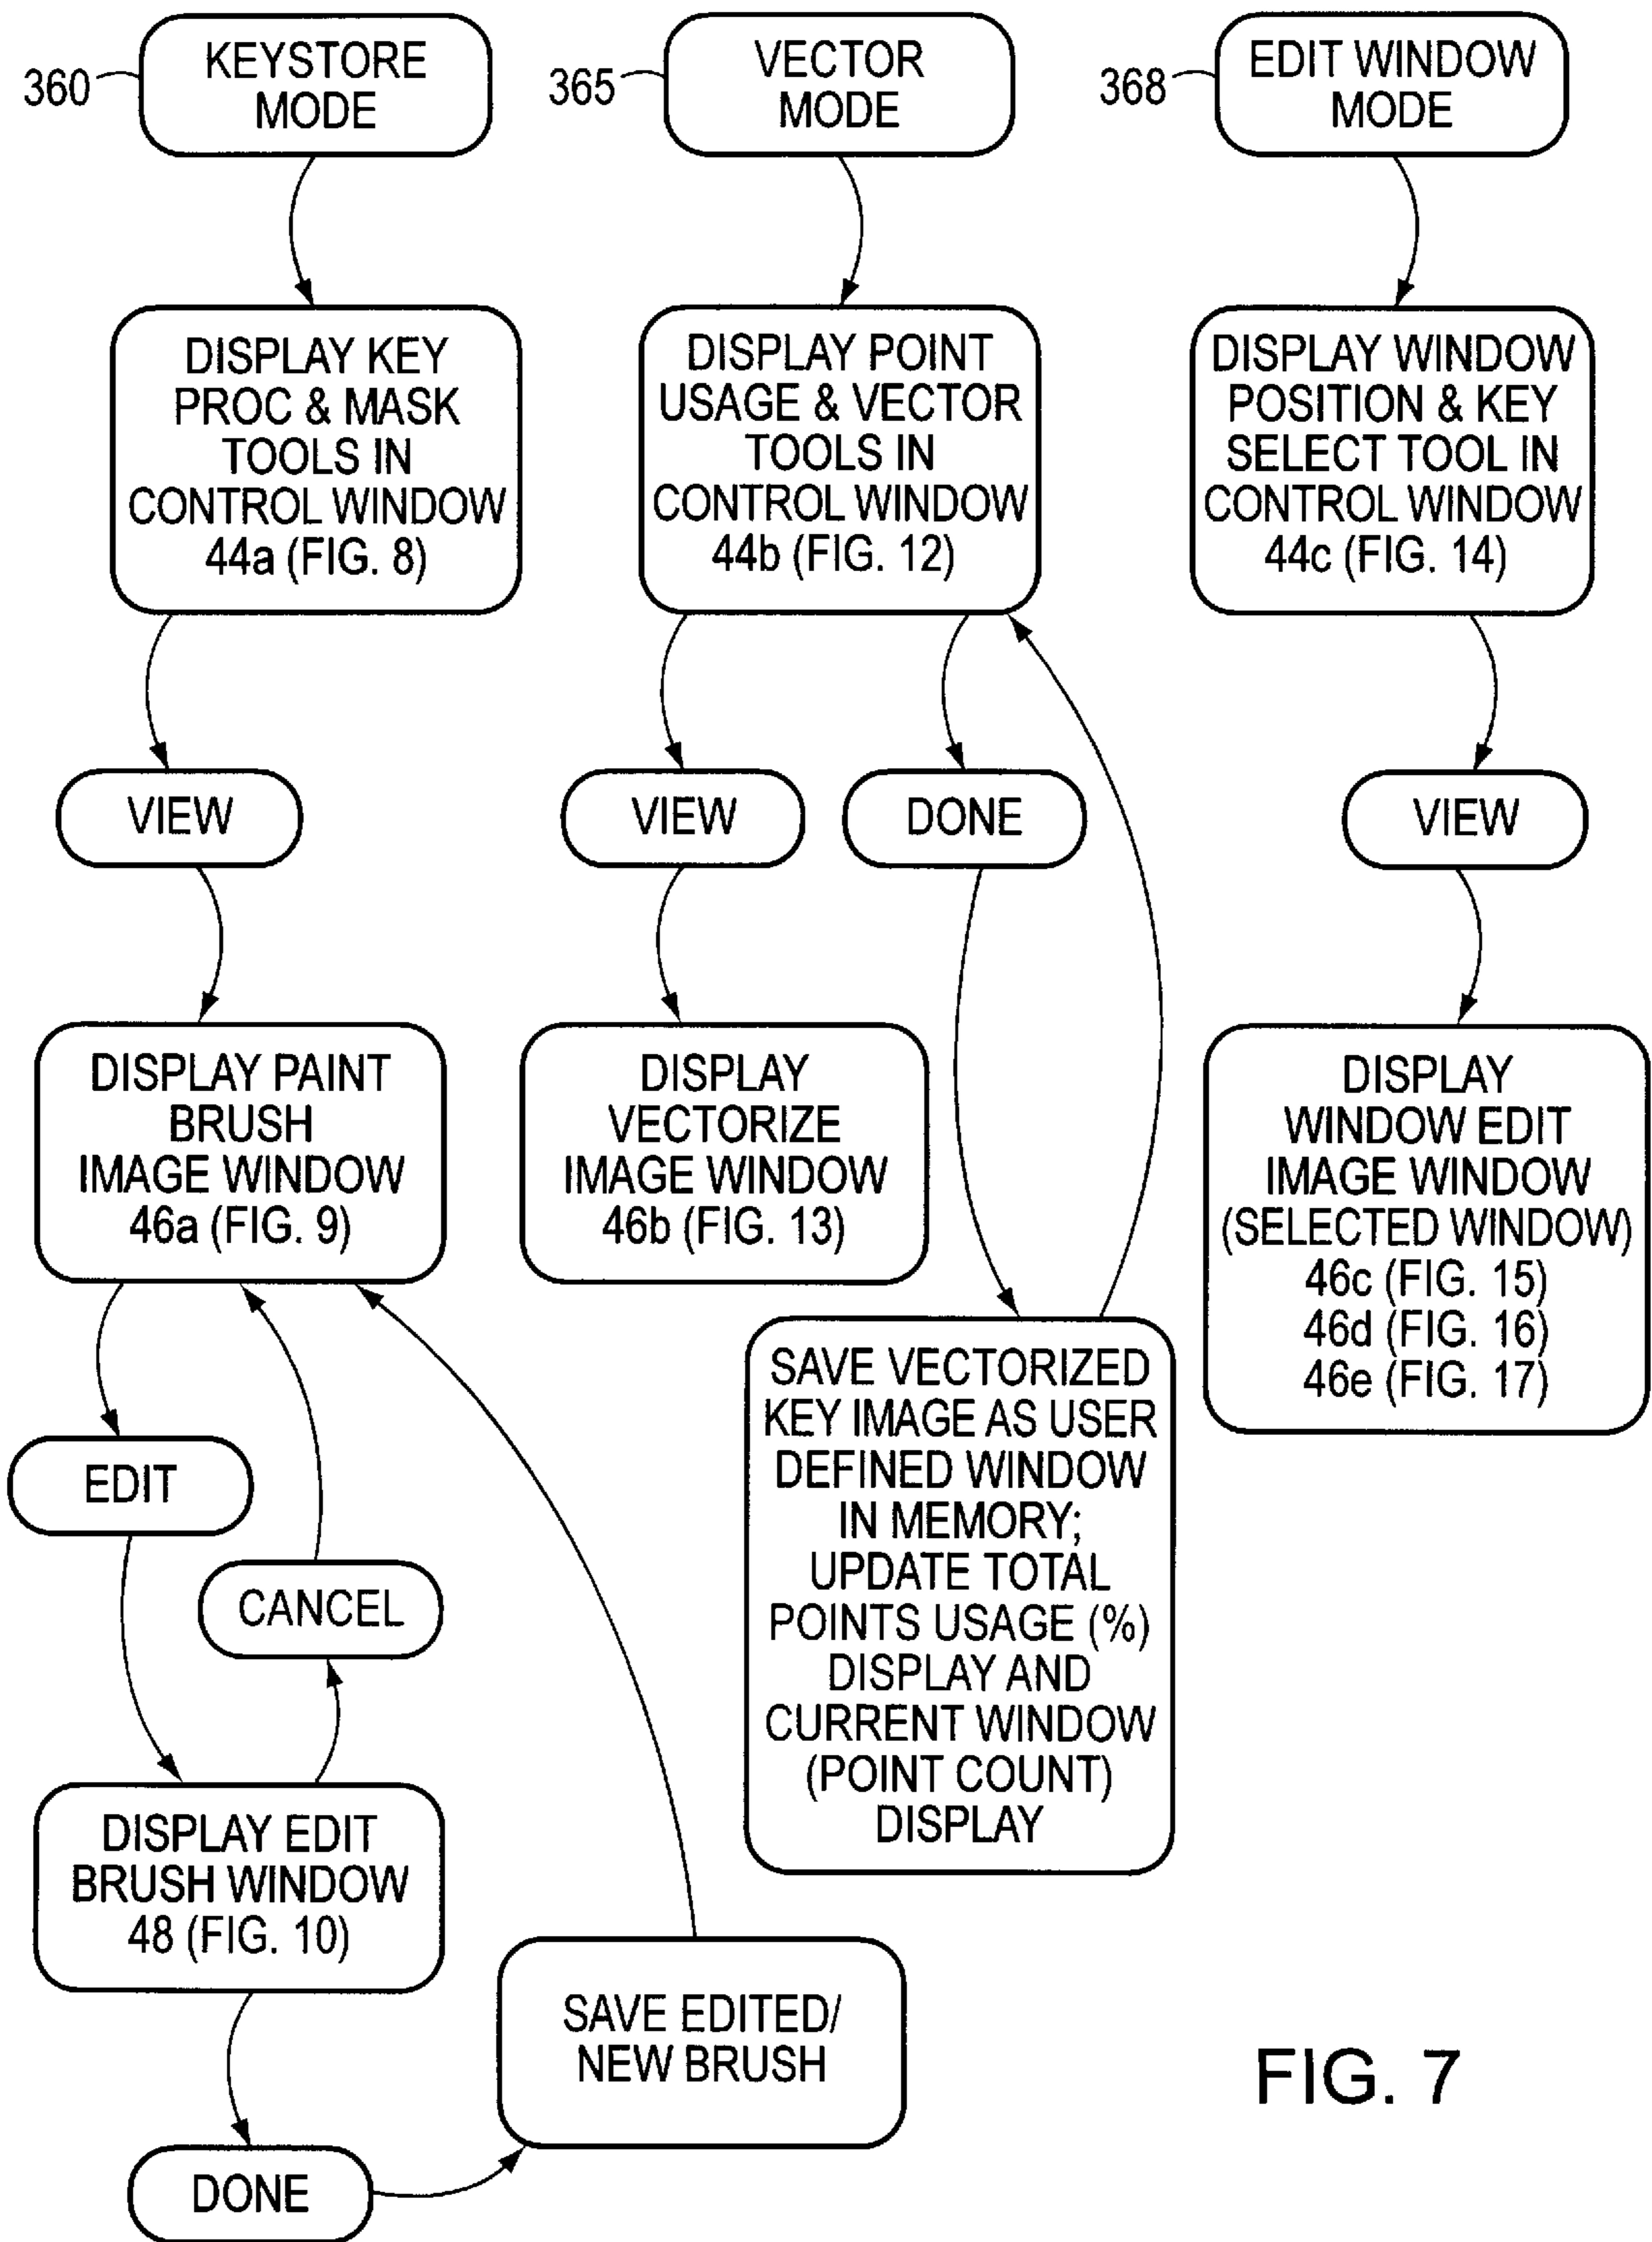 360
KEYSTORE
MODE
365
VECTOR
MODE
368
EDIT WINDOW
MODE
DISPLAY KEY
PROC & MASK
TOOLS IN
CONTROL WINDOW
44a (FIG. 8)
DISPLAY POINT
USAGE & VECTOR
TOOLS IN
CONTROL WINDOW
44b (FIG. 12)
DISPLAY WINDOW
POSITION & KEY
SELECT TOOL IN
CONTROL WINDOW
44c (FIG. 14)
VIEW
VIEW
DONE
VIEW
DISPLAY PAINT
BRUSH
IMAGE WINDOW
46a (FIG. 9)
DISPLAY
VECTORIZE
IMAGE WINDOW
46b (FIG. 13)
DISPLAY
WINDOW EDIT
IMAGE WINDOW
(SELECTED WINDOW)
46c (FIG. 15)
46d (FIG. 16)
46e (FIG. 17)
EDIT
CANCEL
SAVE VECTORIZED
KEY IMAGE AS USER
DEFINED WINDOW
IN MEMORY;
UPDATE TOTAL
POINTS USAGE (%)
DISPLAY AND
CURRENT WINDOW
(POINT COUNT)
DISPLAY
DISPLAY EDIT
BRUSH WINDOW
48 (FIG. 10)
SAVE EDITED/
NEW BRUSH
DONE
FIG. 7